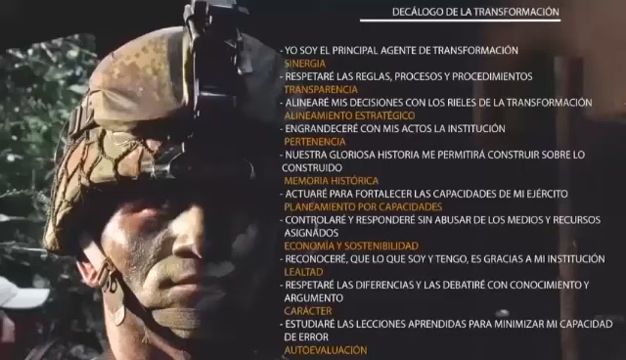 DECÁLOGO DE LA TRANSFORMACIÓN
- YO SOY EL PRINCIPAL AGENTE DE TRANSFORMACIÓN
SINERGIA
- RESPETARÉ LAS REGLAS, PROCESOS Y PROCEDIMIENTOS
TRANSPARENCIA
- ALINEARÉ MIS DECISIONES CON LOS RIELES DE LA TRANSFORMACIÓN
ALINEAMIENTO ESTRATÉGICO
- ENGRANDECERÉ CON MIS ACTOS LA INSTITUCIÓN
PERTENENCIA
- NUESTRA GLORIOSA HISTORIA ME PERMITIRÁ CONSTRUIR SOBRE LO
CONSTRUIDO
MEMORIA HISTÓRICA
- ACTUARÉ PARA FORTALECER LAS CAPACIDADES DE MI EJÉRCITO
PLANEAMIENTO POR CAPACIDADES
- CONTROLARÉ Y RESPONDERÉ SIN ABUSAR DE LOS MEDIOS Y RECURSOS
ASIGNADOS
ECONOMÍA Y SOSTENIBILIDAD
- RECONOCERÉ, QUE LO QUE SOY Y TENGO, ES GRACIAS A MI INSTITUCIÓN
LEALTAD
- RESPETARÉ LAS DIFERENCIAS Y LAS DEBATIRÉ CON CONOCIMIENTO Y
ARGUMENTO
CARÁCTER
- ESTUDIARÉ LAS LECCIONES APRENDIDAS PARA MINIMIZAR MI CAPACIDAD
DE ERROR
AUTOEVALUACIÓN